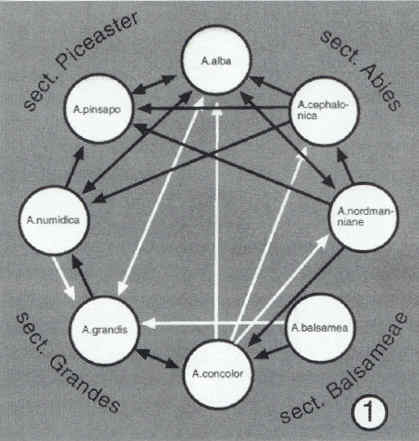 sect. Piceaster
sect. Abies
A.alba
A.pinsapo
A.cephalo-
nica
A.numidica
A.nordman-
niane
A.grandis
A.balsamea
A.concolor
sect. Grandes
sect. Balsameae
1